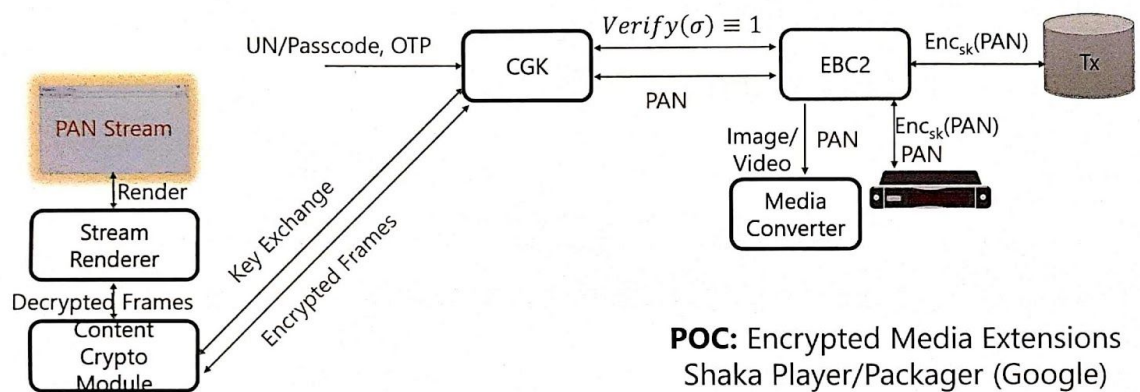 UN/Passcode, OTP
CGK
Verify(σ) ≡ 1
PAN
EBC2
Enc_sk(PAN)
Tx
PAN Stream
Render
Stream
Renderer
Decrypted Frames
Content
Crypto
Module
Key Exchange
Encrypted Frames
Image/
Video
PAN
Enc_sk(PAN)
PAN
Media
Converter
POC: Encrypted Media Extensions
Shaka Player/Packager (Google)